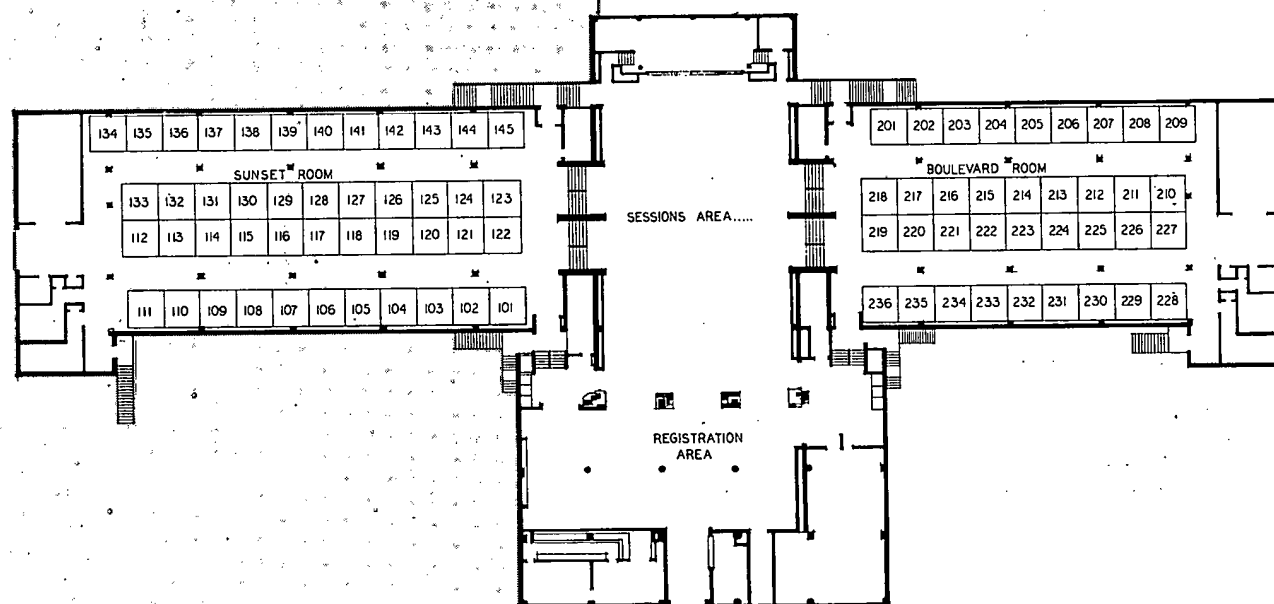 134 135 136 137 138 139 140 141 142 143 144 145
SUNSET ROOM
133 132 131 130 129 128 127 126 125 124 123
112 113 114 115 116 117 118 119 120 121 122
111 110 109 108 107 106 105 104 103 102 101
SESSIONS AREA.....
201 202 203 204 205 206 207 208 209
BOULEVARD ROOM
218 217 216 215 214 213 212 211 210
219 220 221 222 223 224 225 226 227
236 235 234 233 232 231 230 229 228
REGISTRATION
AREA